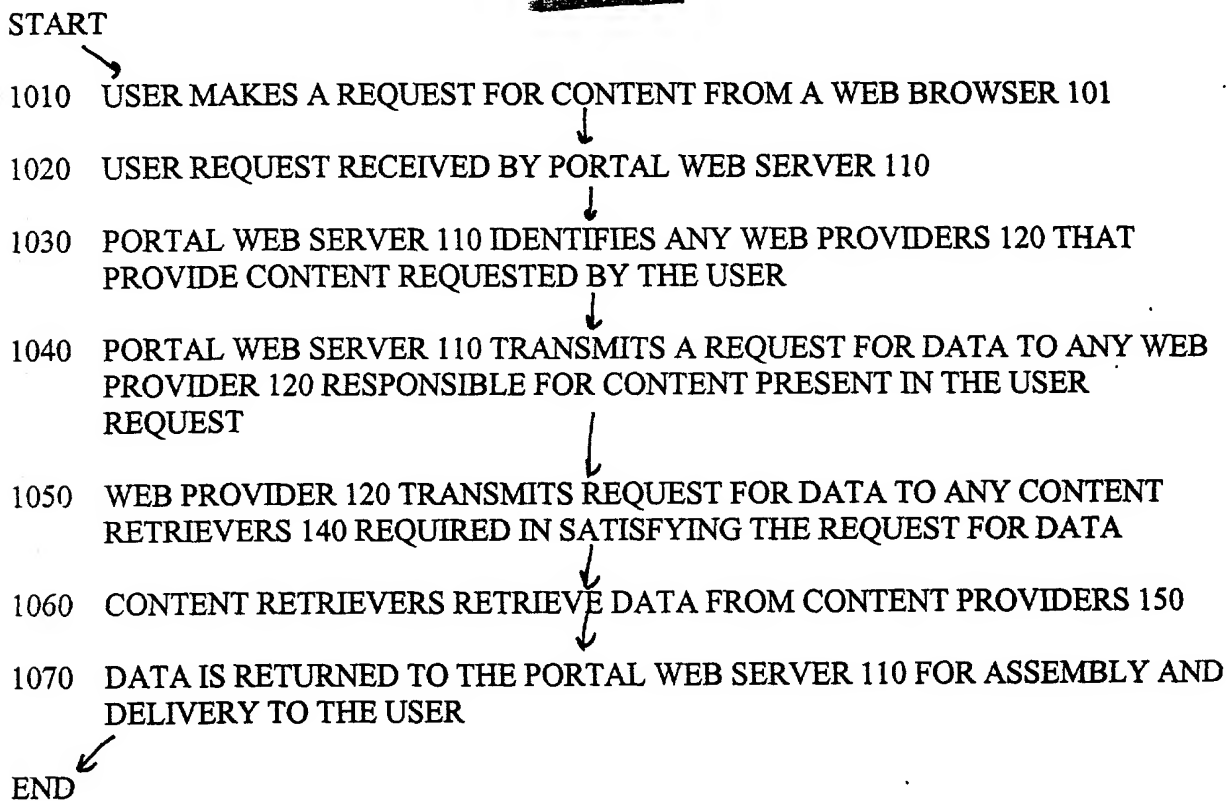 START
1010 USER MAKES A REQUEST FOR CONTENT FROM A WEB BROWSER 101
1020 USER REQUEST RECEIVED BY PORTAL WEB SERVER 110
1030 PORTAL WEB SERVER 110 IDENTIFIES ANY WEB PROVIDERS 120 THAT
PROVIDE CONTENT REQUESTED BY THE USER
1040 PORTAL WEB SERVER 110 TRANSMITS A REQUEST FOR DATA TO ANY WEB
PROVIDER 120 RESPONSIBLE FOR CONTENT PRESENT IN THE USER
REQUEST
1050 WEB PROVIDER 120 TRANSMITS REQUEST FOR DATA TO ANY CONTENT
RETRIEVERS 140 REQUIRED IN SATISFYING THE REQUEST FOR DATA
1060 CONTENT RETRIEVERS RETRIEVE DATA FROM CONTENT PROVIDERS 150
1070 DATA IS RETURNED TO THE PORTAL WEB SERVER 110 FOR ASSEMBLY AND
DELIVERY TO THE USER
END